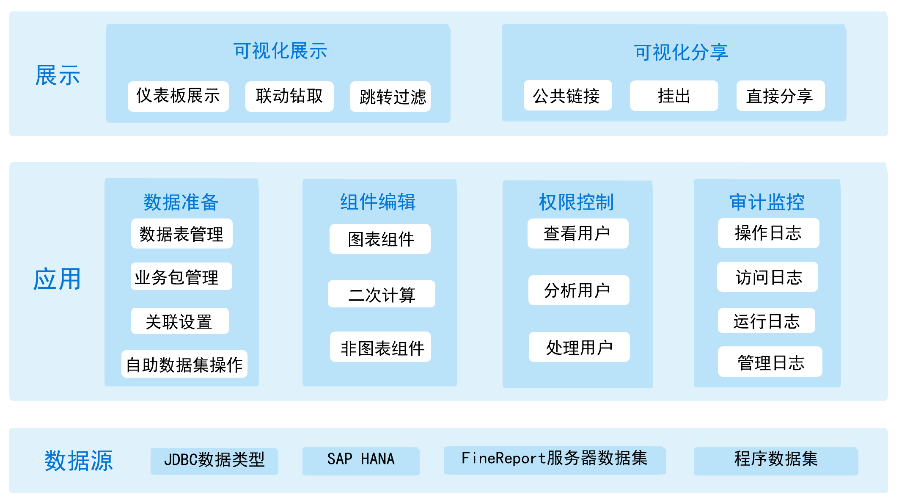 展示
可视化展示
仪表板展示 联动钻取 跳转过滤
可视化分享
公共链接 挂出 直接分享
应用
数据准备
数据表管理
业务包管理
关联设置
自助数据集操作
组件编辑
图表组件
二次计算
非图表组件
权限控制
查看用户
分析用户
处理用户
审计监控
操作日志
访问日志
运行日志
管理日志
数据源
JDBC数据类型 SAP HANA FineReport服务器数据集 程序数据集